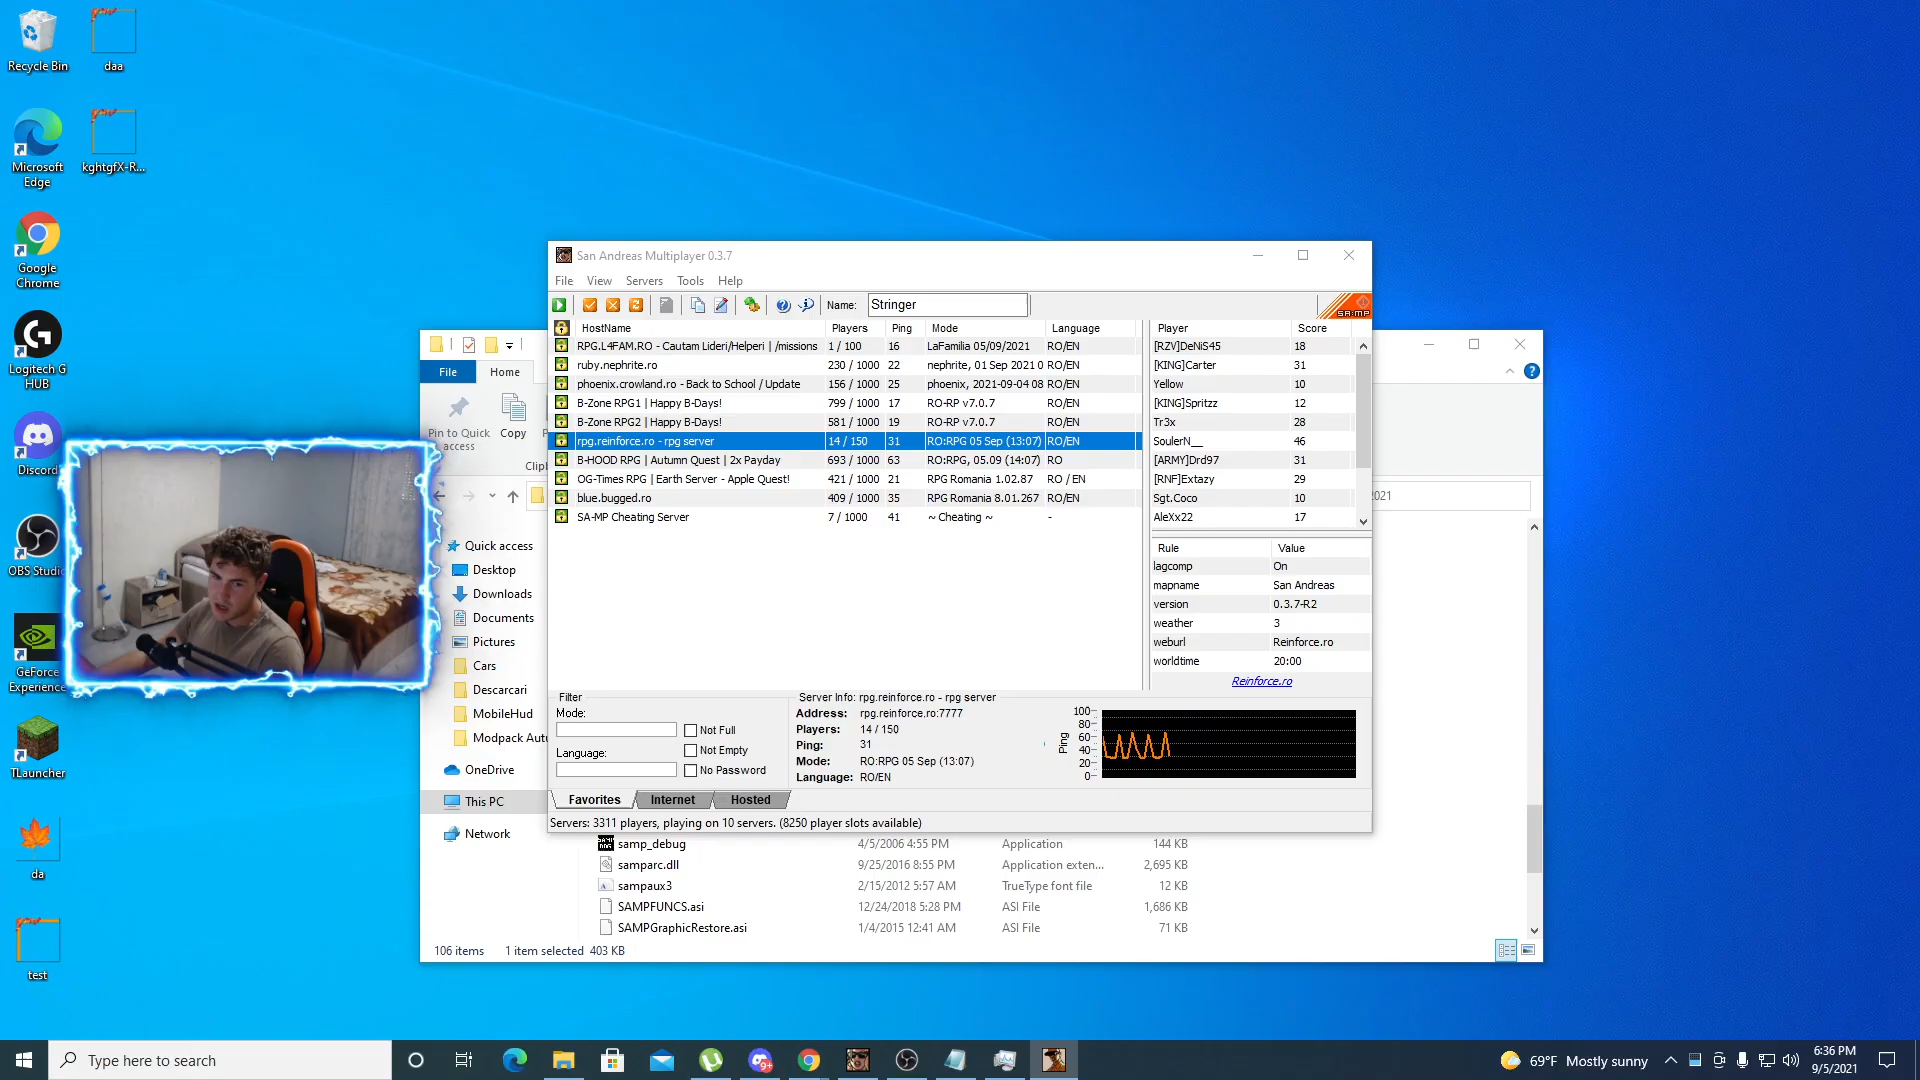 Recycle Bin
daa
Microsoft Edge
kghtgfX-R...
Google Chrome
Logitech G HUB
Discord
OBS Studio
GeForce Experience
TLauncher
da
test
San Andreas Multiplayer 0.3.7
File View Servers Tools Help
Name: Stringer
SA:MP
HostName Players Ping Mode Language
RPG.L4FAM.RO - Cautam Lideri/Helperi | /missions 1 / 100 16 LaFamilia 05/09/2021 RO/EN
ruby.nephrite.ro 230 / 1000 22 nephrite, 01 Sep 2021 0 RO/EN
phoenix.crowland.ro - Back to School / Update 156 / 1000 25 phoenix, 2021-09-04 08 RO/EN
B-Zone RPG1 | Happy B-Days! 799 / 1000 17 RO-RP v7.0.7 RO/EN
B-Zone RPG2 | Happy B-Days! 581 / 1000 19 RO-RP v7.0.7 RO/EN
rpg.reinforce.ro - rpg server 14 / 150 31 RO:RPG 05 Sep (13:07) RO/EN
B-HOOD RPG | Autumn Quest | 2x Payday 693 / 1000 63 RO:RPG, 05.09 (14:07) RO
OG-Times RPG | Earth Server - Apple Quest! 421 / 1000 21 RPG Romania 1.02.87 RO / EN
blue.bugged.ro 409 / 1000 35 RPG Romania 8.01.267 RO/EN
SA-MP Cheating Server 7 / 1000 41 ~ Cheating ~ -
Player Score
[RZV]DeNiS45 18
[KING]Carter 31
Yellow 10
[KING]Spritzz 12
Tr3x 28
SoulerN__ 46
[ARMY]Drd97 31
[RNF]Extazy 29
Sgt.Coco 10
AleXx22 17
Rule Value
lagcomp On
mapname San Andreas
version 0.3.7-R2
weather 3
weburl Reinforce.ro
worldtime 20:00
Reinforce.ro
Filter
Mode:
Language:
Not Full
Not Empty
No Password
Server Info: rpg.reinforce.ro - rpg server
Address: rpg.reinforce.ro:7777
Players: 14 / 150
Ping: 31
Mode: RO:RPG 05 Sep (13:07)
Language: RO/EN
Ping
100
80
60
40
20
0
Favorites Internet Hosted
Servers: 3311 players, playing on 10 servers. (8250 player slots available)
File Home
Pin to Quick access
Copy
2021
Quick access
Desktop
Downloads
Documents
Pictures
Cars
Descarcari
MobileHud
Modpack
OneDrive
This PC
Network
samp_debug 4/5/2006 4:55 PM Application 144 KB
samparc.dll 9/25/2016 8:55 PM Application exten... 2,695 KB
sampaux3 2/15/2012 5:57 AM TrueType font file 12 KB
SAMPFUNCS.asi 12/24/2018 5:28 PM ASI File 1,686 KB
SAMPGraphicRestore.asi 1/4/2015 12:41 AM ASI File 71 KB
106 items 1 item selected 403 KB
Type here to search
69°F Mostly sunny
6:36 PM
9/5/2021